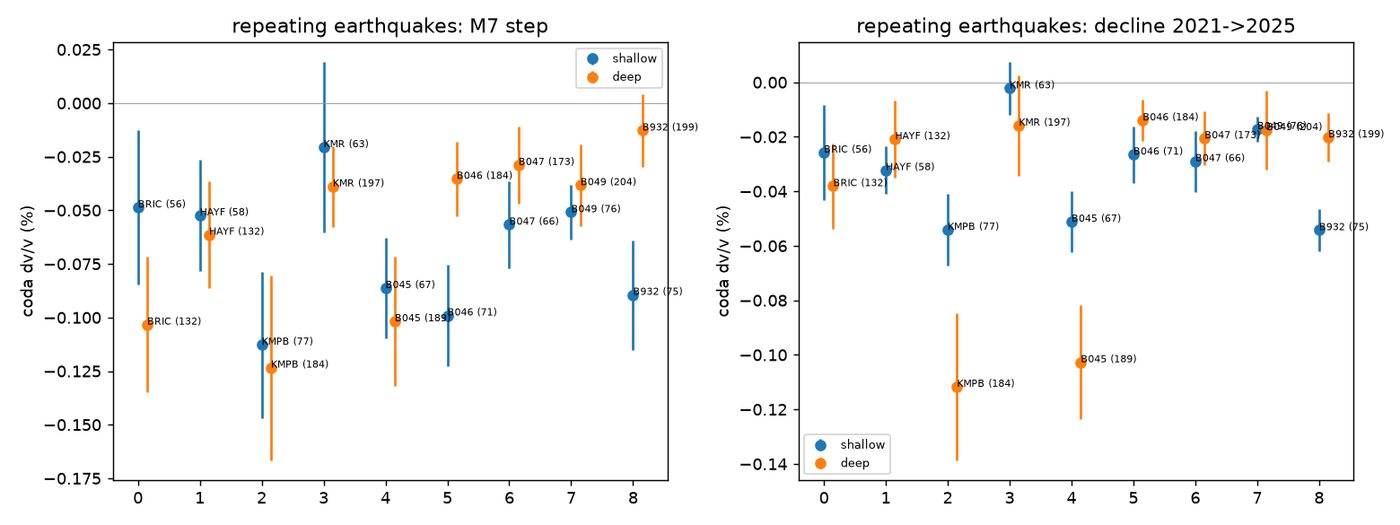 repeating earthquakes: M7 step
0.025
0.000
−0.025
−0.050
−0.075
−0.100
−0.125
−0.150
−0.175
coda dv/v (%)
0 1 2 3 4 5 6 7 8
shallow
deep
BRIC (56)
BRIC (132)
HAYF (58)
HAYF (132)
KMPB (77)
KMPB (184)
KMR (63)
KMR (197)
B045 (67)
B045 (189)
B046 (71)
B046 (184)
B047 (66)
B047 (173)
B049 (76)
B049 (204)
B932 (75)
B932 (199)
repeating earthquakes: decline 2021->2025
0.00
−0.02
−0.04
−0.06
−0.08
−0.10
−0.12
−0.14
coda dv/v (%)
0 1 2 3 4 5 6 7 8
shallow
deep
BRIC (56)
BRIC (132)
HAYF (58)
HAYF (132)
KMPB (77)
KMPB (184)
KMR (63)
KMR (197)
B045 (67)
B045 (189)
B046 (71)
B046 (184)
B047 (66)
B047 (173)
B049 (76)
B049 (204)
B932 (75)
B932 (199)